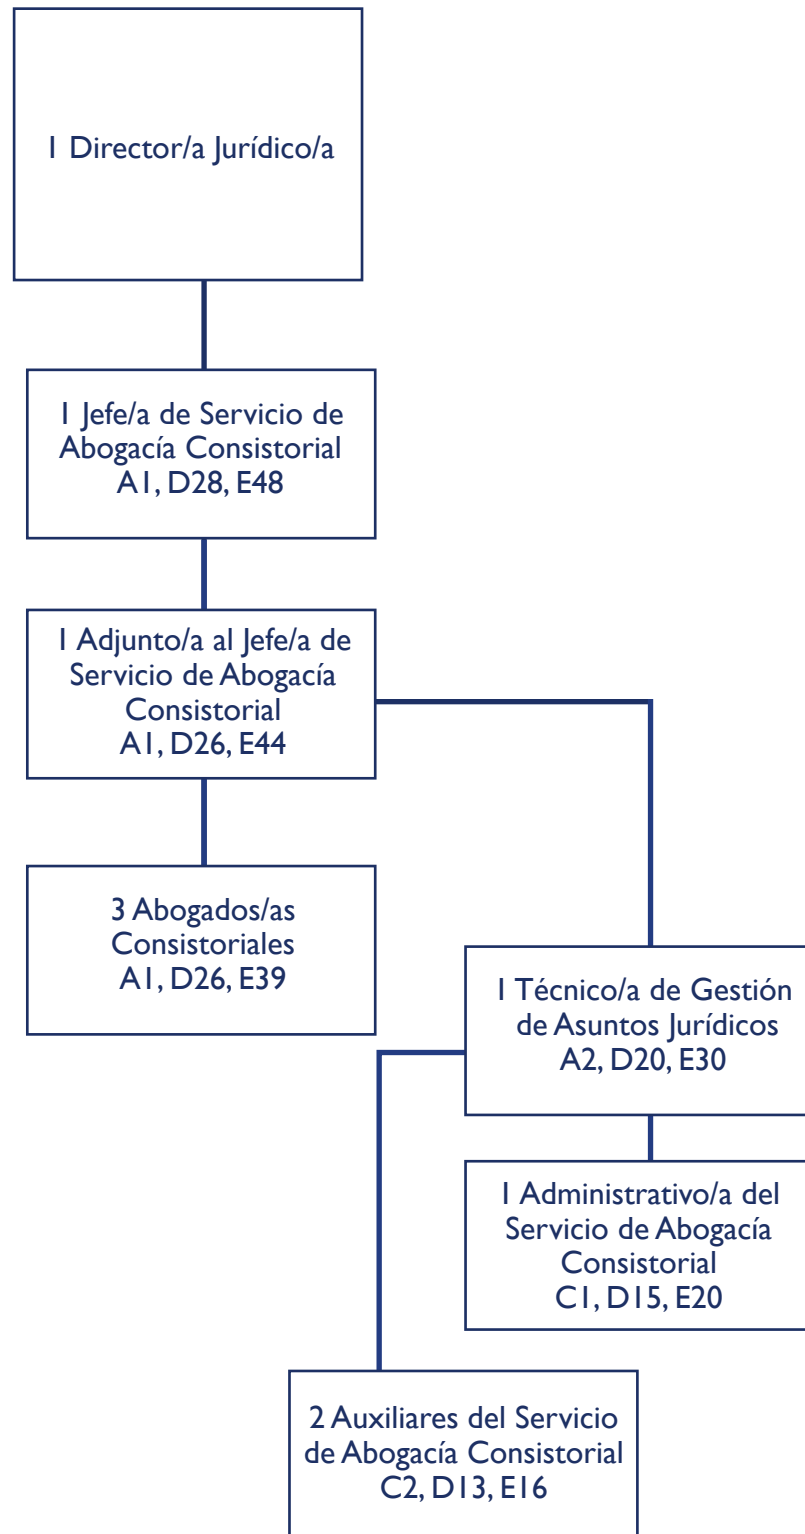 1 Director/a Jurídico/a
1 Jefe/a de Servicio de
Abogacía Consistorial
A1, D28, E48
1 Adjunto/a al Jefe/a de
Servicio de Abogacía
Consistorial
A1, D26, E44
3 Abogados/as
Consistoriales
A1, D26, E39
1 Técnico/a de Gestión
de Asuntos Jurídicos
A2, D20, E30
1 Administrativo/a del
Servicio de Abogacía
Consistorial
C1, D15, E20
2 Auxiliares del Servicio
de Abogacía Consistorial
C2, D13, E16